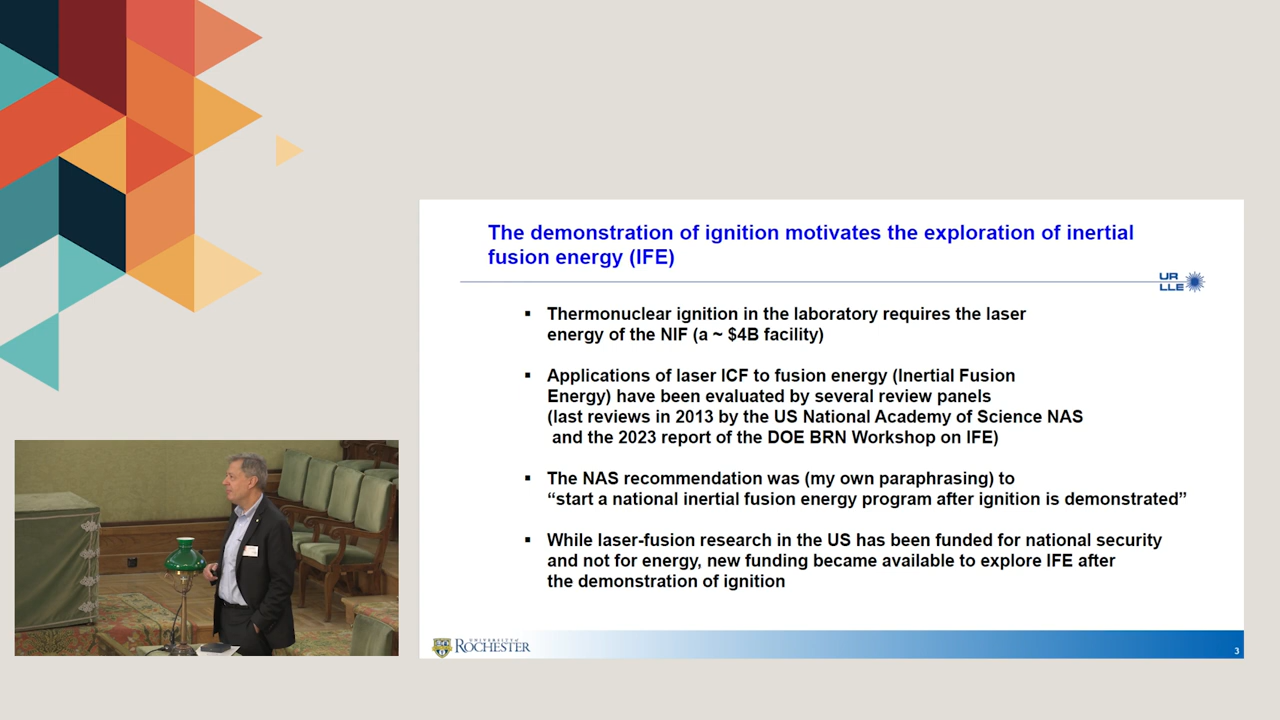 The demonstration of ignition motivates the exploration of inertial
fusion energy (IFE)
UR
LLE
▪ Thermonuclear ignition in the laboratory requires the laser
energy of the NIF (a ~ $4B facility)
▪ Applications of laser ICF to fusion energy (Inertial Fusion
Energy) have been evaluated by several review panels
(last reviews in 2013 by the US National Academy of Science NAS
and the 2023 report of the DOE BRN Workshop on IFE)
▪ The NAS recommendation was (my own paraphrasing) to
“start a national inertial fusion energy program after ignition is demonstrated”
▪ While laser-fusion research in the US has been funded for national security
and not for energy, new funding became available to explore IFE after
the demonstration of ignition
UNIVERSITY of
ROCHESTER
3